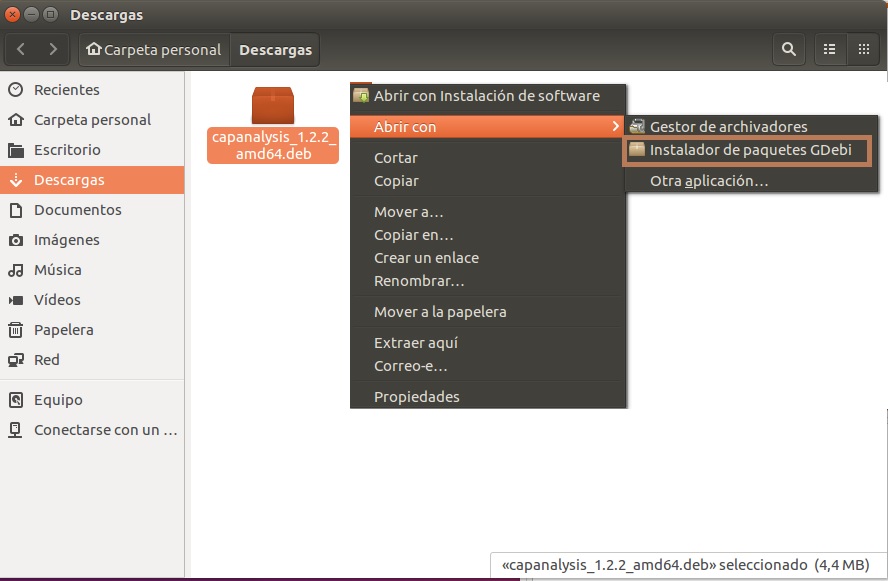 Descargas
Carpeta personal
Descargas
Recientes
Carpeta personal
Escritorio
Descargas
Documentos
Imágenes
Música
Vídeos
Papelera
Red
Equipo
Conectarse con un …
capanalysis_1.2.2_
amd64.deb
Abrir con Instalación de software
Abrir con
Cortar
Copiar
Mover a…
Copiar en…
Crear un enlace
Renombrar…
Mover a la papelera
Extraer aquí
Correo-e…
Propiedades
Gestor de archivadores
Instalador de paquetes GDebi
Otra aplicación…
«capanalysis_1.2.2_amd64.deb» seleccionado (4,4 MB)